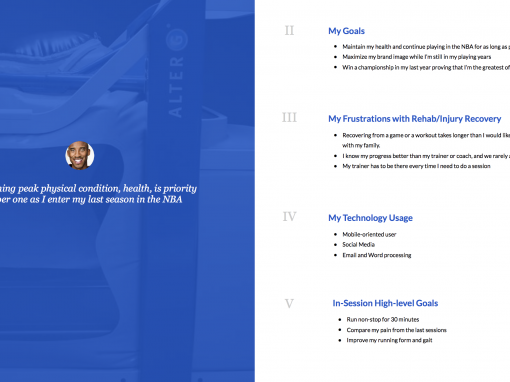 ALTER G
ning peak physical condition, health, is priority
ber one as I enter my last season in the NBA
II
My Goals
Maintain my health and continue playing in the NBA for as long as p
Maximize my brand image while I'm still in my playing years
Win a championship in my last year proving that I'm the greatest of
III
My Frustrations with Rehab/Injury Recovery
Recovering from a game or a workout takes longer than I would like
with my family.
I know my progress better than my trainer or coach, and we rarely a
My trainer has to be there every time I need to do a session
IV
My Technology Usage
Mobile-oriented user
Social Media
Email and Word processing
V
In-Session High-level Goals
Run non-stop for 30 minutes
Compare my pain from the last sessions
Improve my running form and gait